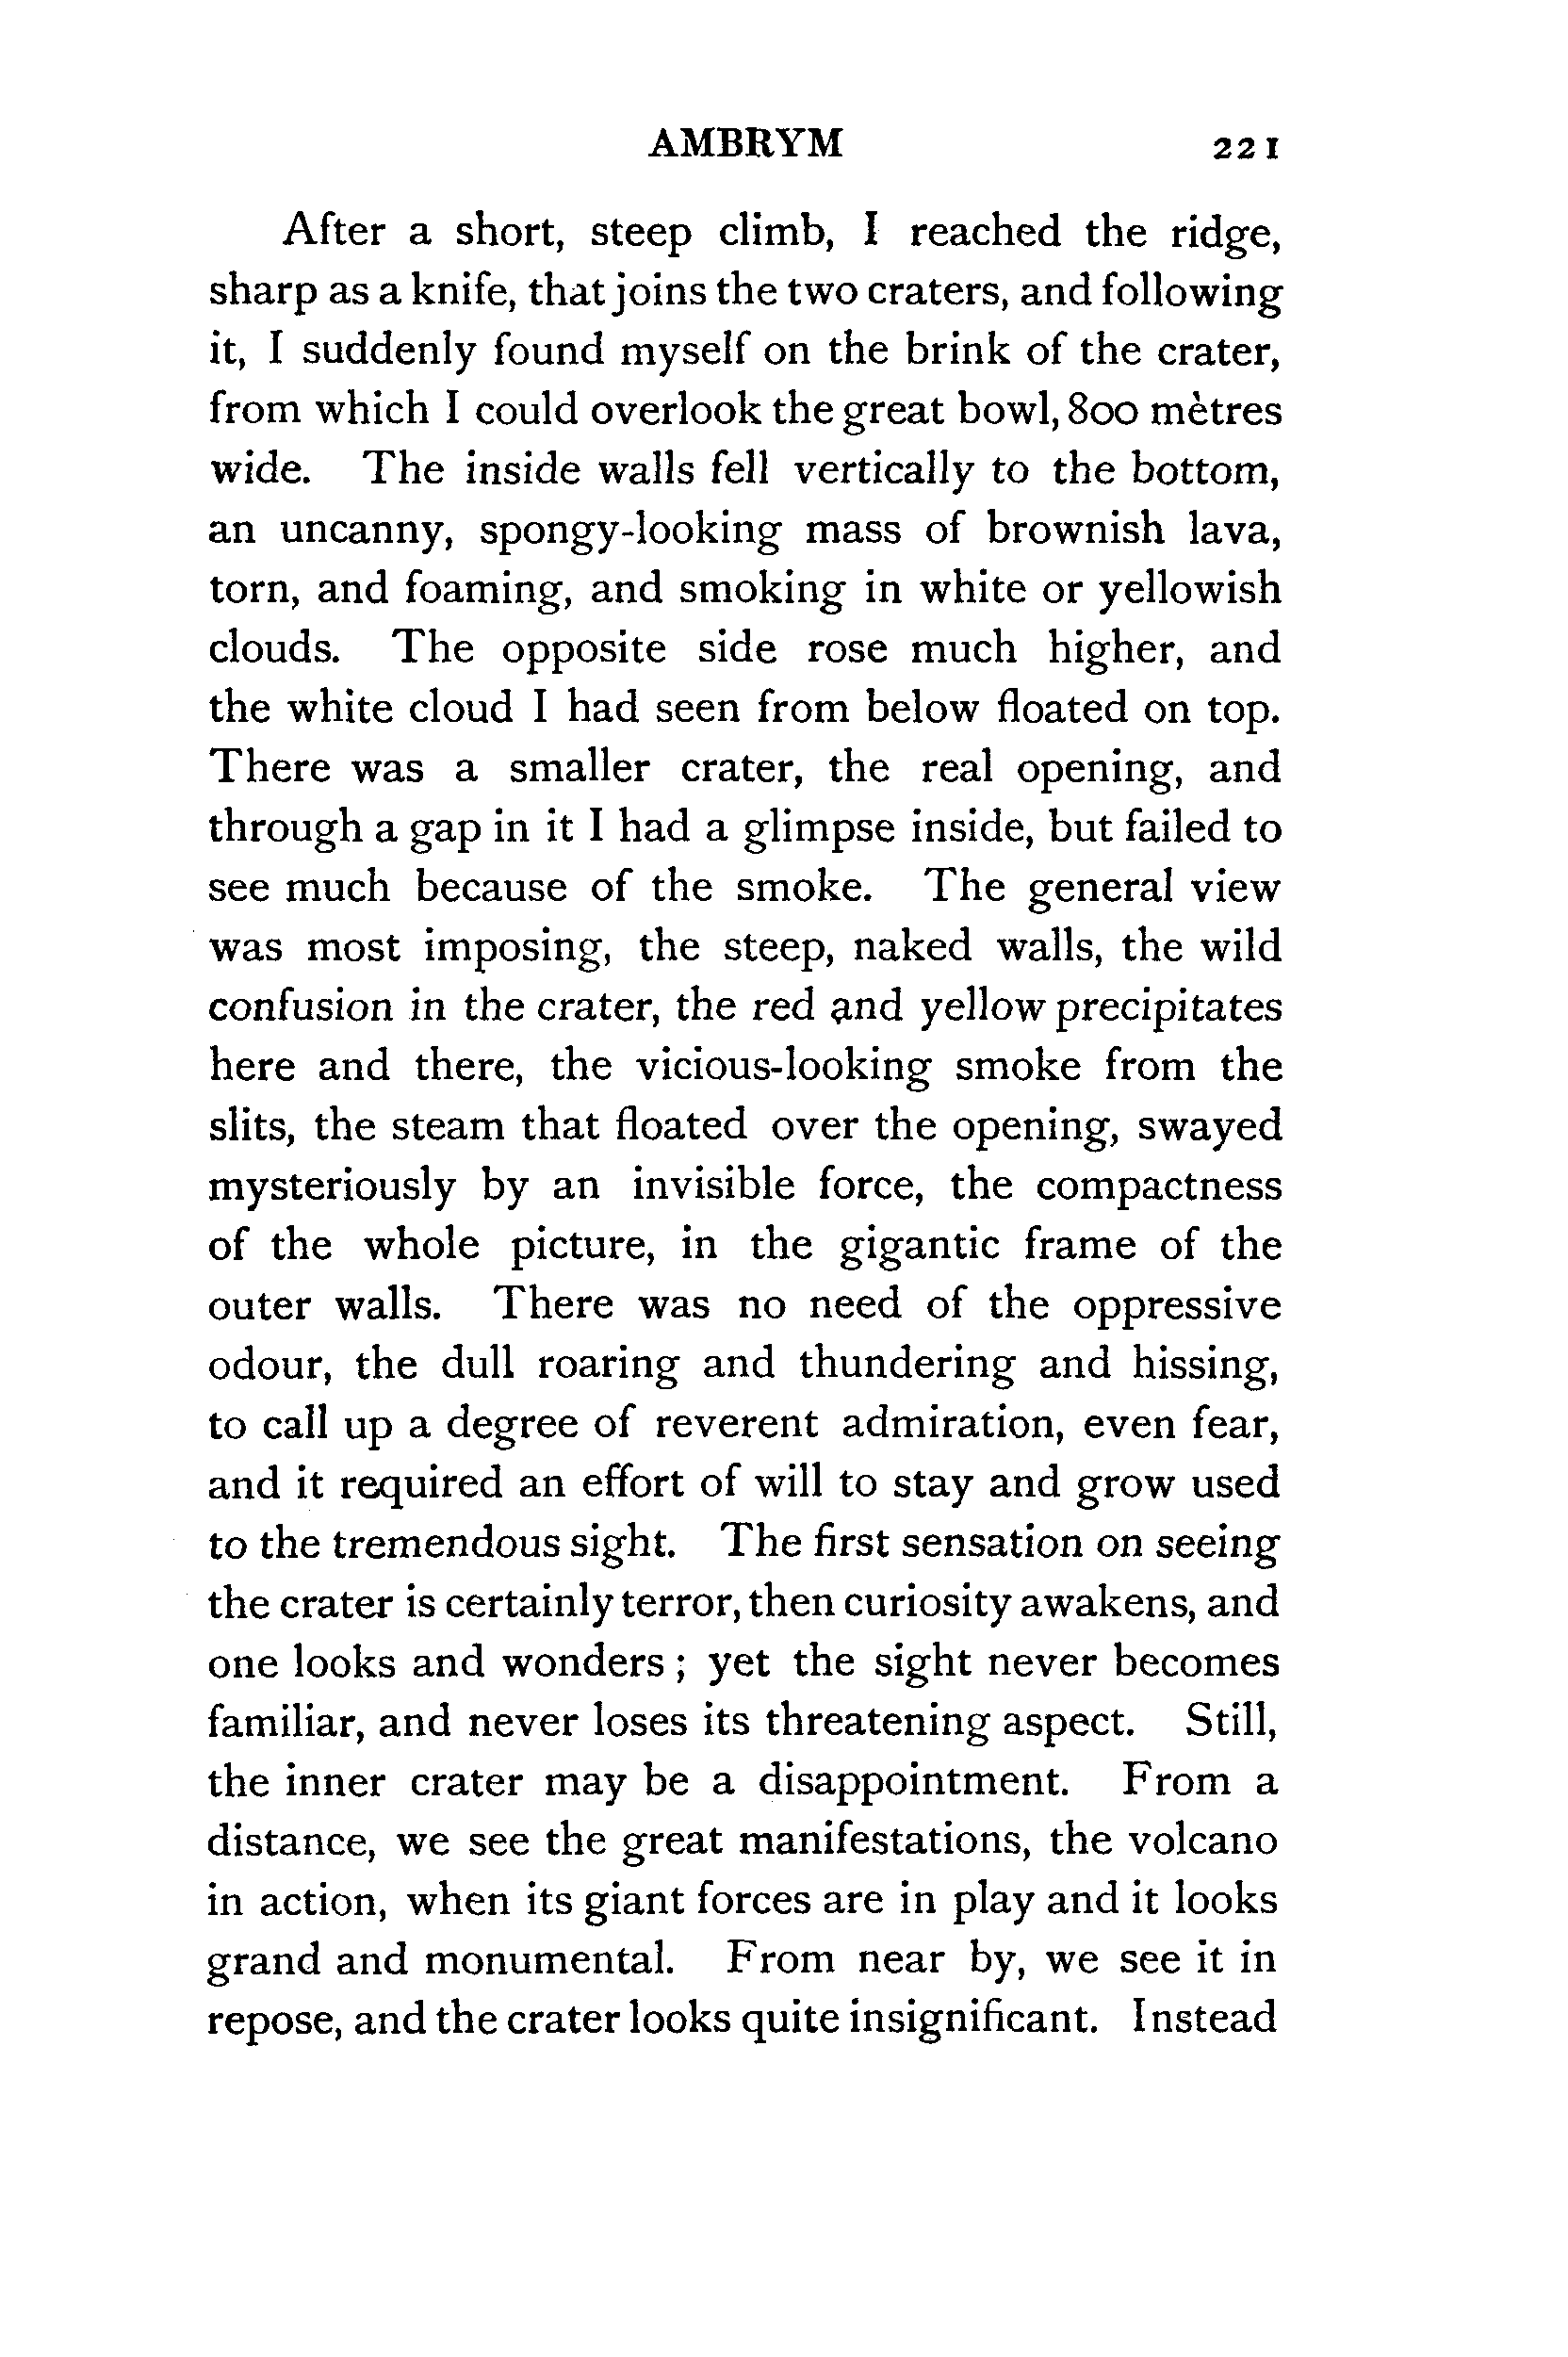 AMBRYM 221
After a short, steep climb, I reached the ridge,
sharp as a knife, that joins the two craters, and following
it, I suddenly found myself on the brink of the crater,
from which I could overlook the great bowl, 800 mètres
wide. The inside walls fell vertically to the bottom,
an uncanny, spongy-looking mass of brownish lava,
torn, and foaming, and smoking in white or yellowish
clouds. The opposite side rose much higher, and
the white cloud I had seen from below floated on top.
There was a smaller crater, the real opening, and
through a gap in it I had a glimpse inside, but failed to
see much because of the smoke. The general view
was most imposing, the steep, naked walls, the wild
confusion in the crater, the red and yellow precipitates
here and there, the vicious-looking smoke from the
slits, the steam that floated over the opening, swayed
mysteriously by an invisible force, the compactness
of the whole picture, in the gigantic frame of the
outer walls. There was no need of the oppressive
odour, the dull roaring and thundering and hissing,
to call up a degree of reverent admiration, even fear,
and it required an effort of will to stay and grow used
to the tremendous sight. The first sensation on seeing
the crater is certainly terror, then curiosity awakens, and
one looks and wonders ; yet the sight never becomes
familiar, and never loses its threatening aspect. Still,
the inner crater may be a disappointment. From a
distance, we see the great manifestations, the volcano
in action, when its giant forces are in play and it looks
grand and monumental. From near by, we see it in
repose, and the crater looks quite insignificant. Instead